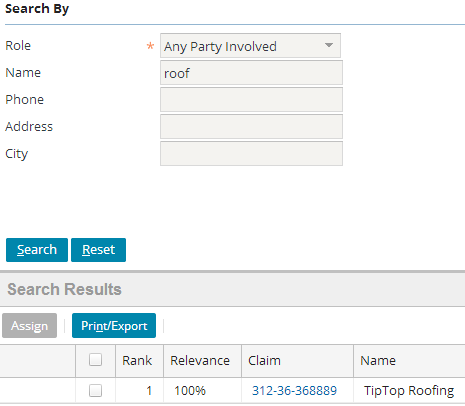 Search By
Role * Any Party Involved
Name roof
Phone
Address
City
Search Reset
Search Results
Assign Print/Export
Rank Relevance Claim Name
1 100% 312-36-368889 TipTop Roofing